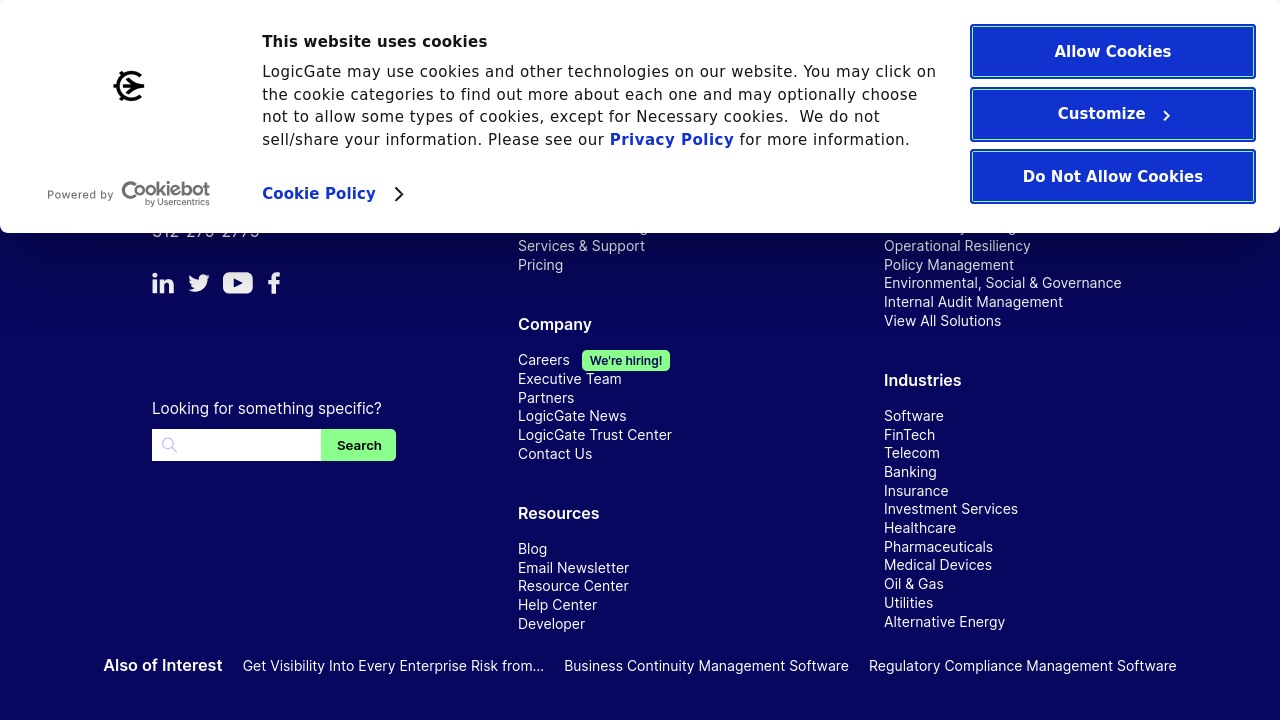 This website uses cookies
LogicGate may use cookies and other technologies on our website. You may click on
the cookie categories to find out more about each one and may optionally choose
not to allow some types of cookies, except for Necessary cookies.  We do not
sell/share your information. Please see our Privacy Policy for more information.
Cookie Policy
Powered by Cookiebot
by Usercentrics
Allow Cookies
Customize
Do Not Allow Cookies
Looking for something specific?
Search
Services & Support
Pricing
Company
Careers We're hiring!
Executive Team
Partners
LogicGate News
LogicGate Trust Center
Contact Us
Resources
Blog
Email Newsletter
Resource Center
Help Center
Developer
Operational Resiliency
Policy Management
Environmental, Social & Governance
Internal Audit Management
View All Solutions
Industries
Software
FinTech
Telecom
Banking
Insurance
Investment Services
Healthcare
Pharmaceuticals
Medical Devices
Oil & Gas
Utilities
Alternative Energy
Also of Interest Get Visibility Into Every Enterprise Risk from... Business Continuity Management Software Regulatory Compliance Management Software